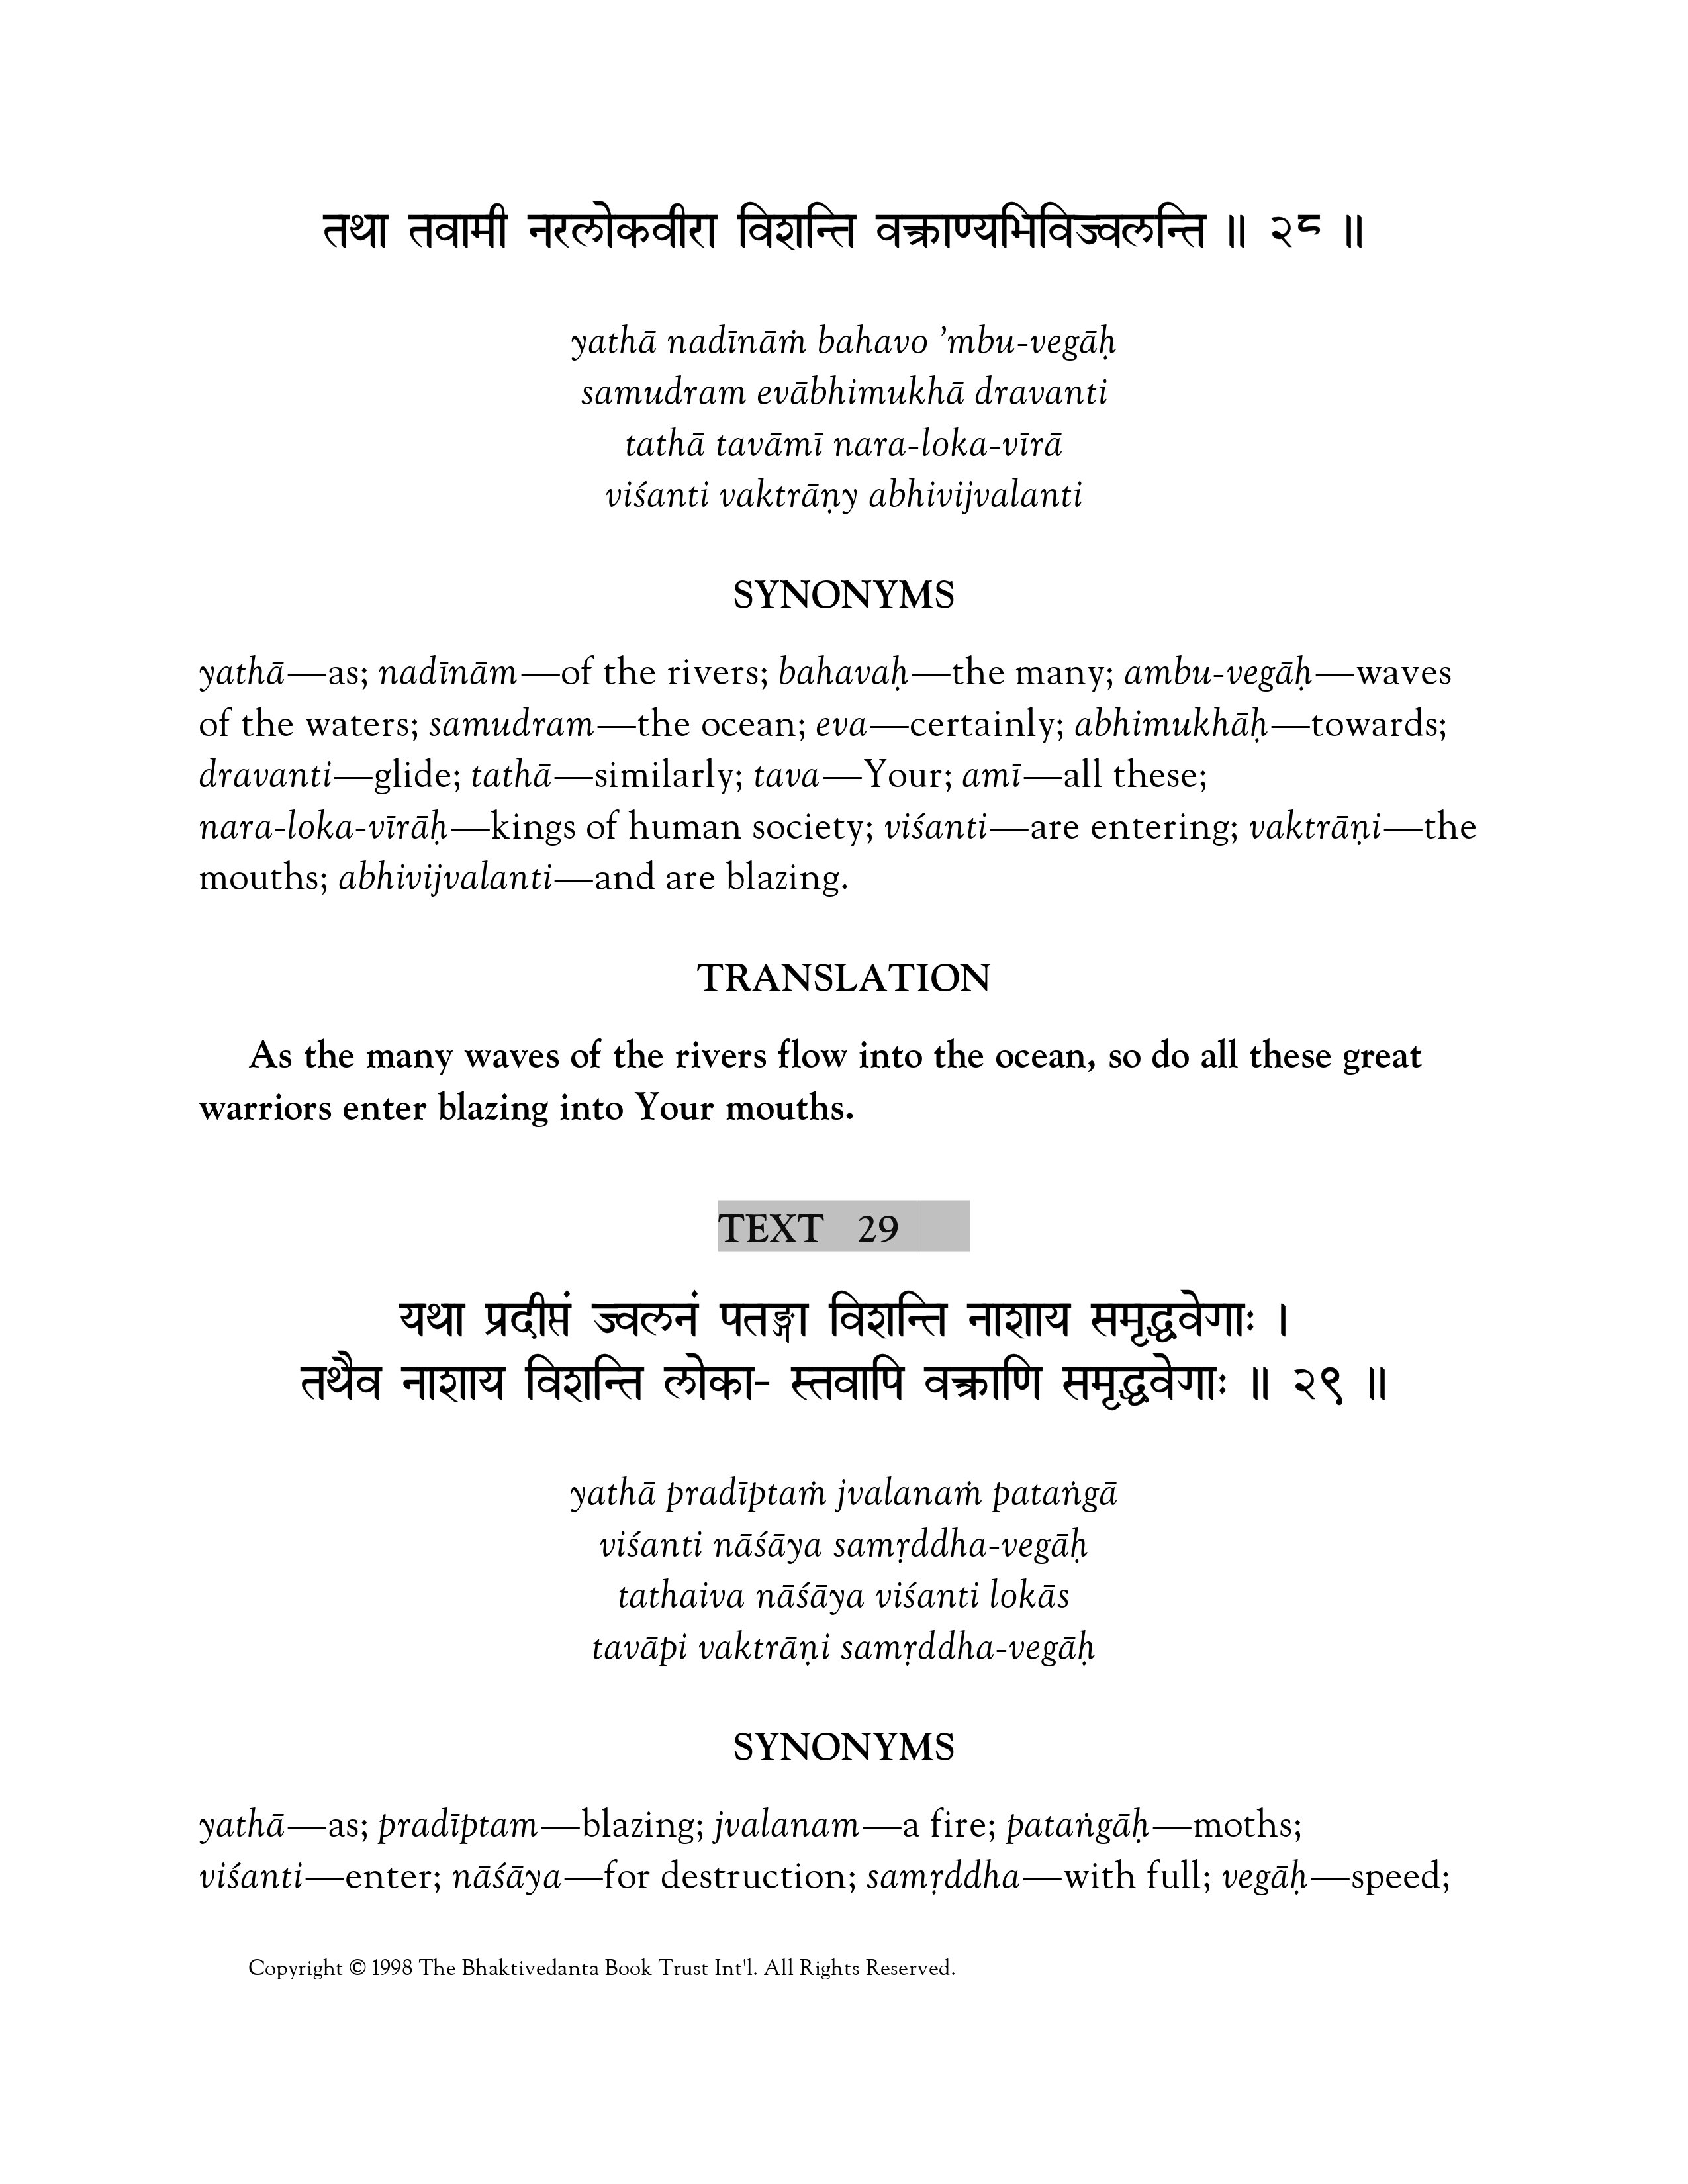 तथा तवामी नरलोकवीरा विशन्ति वक्त्राण्यभिविज्वलन्ति ॥ २८ ॥
yathā nadīnāṁ bahavo ’mbu-vegāḥ
samudram evābhimukhā dravanti
tathā tavāmī nara-loka-vīrā
viśanti vaktrāṇy abhivijvalanti
SYNONYMS
yathā—as; nadīnām—of the rivers; bahavaḥ—the many; ambu-vegāḥ—waves
of the waters; samudram—the ocean; eva—certainly; abhimukhāḥ—towards;
dravanti—glide; tathā—similarly; tava—Your; amī—all these;
nara-loka-vīrāḥ—kings of human society; viśanti—are entering; vaktrāṇi—the
mouths; abhivijvalanti—and are blazing.
TRANSLATION
As the many waves of the rivers flow into the ocean, so do all these great
warriors enter blazing into Your mouths.
TEXT 29
यथा प्रदीप्तं ज्वलनं पतङ्गा विशन्ति नाशाय समृद्धवेगाः ।
तथैव नाशाय विशन्ति लोका- स्तवापि वक्त्राणि समृद्धवेगाः ॥ २९ ॥
yathā pradīptaṁ jvalanaṁ pataṅgā
viśanti nāśāya samṛddha-vegāḥ
tathaiva nāśāya viśanti lokās
tavāpi vaktrāṇi samṛddha-vegāḥ
SYNONYMS
yathā—as; pradīptam—blazing; jvalanam—a fire; pataṅgāḥ—moths;
viśanti—enter; nāśāya—for destruction; samṛddha—with full; vegāḥ—speed;
Copyright © 1998 The Bhaktivedanta Book Trust Int'l. All Rights Reserved.